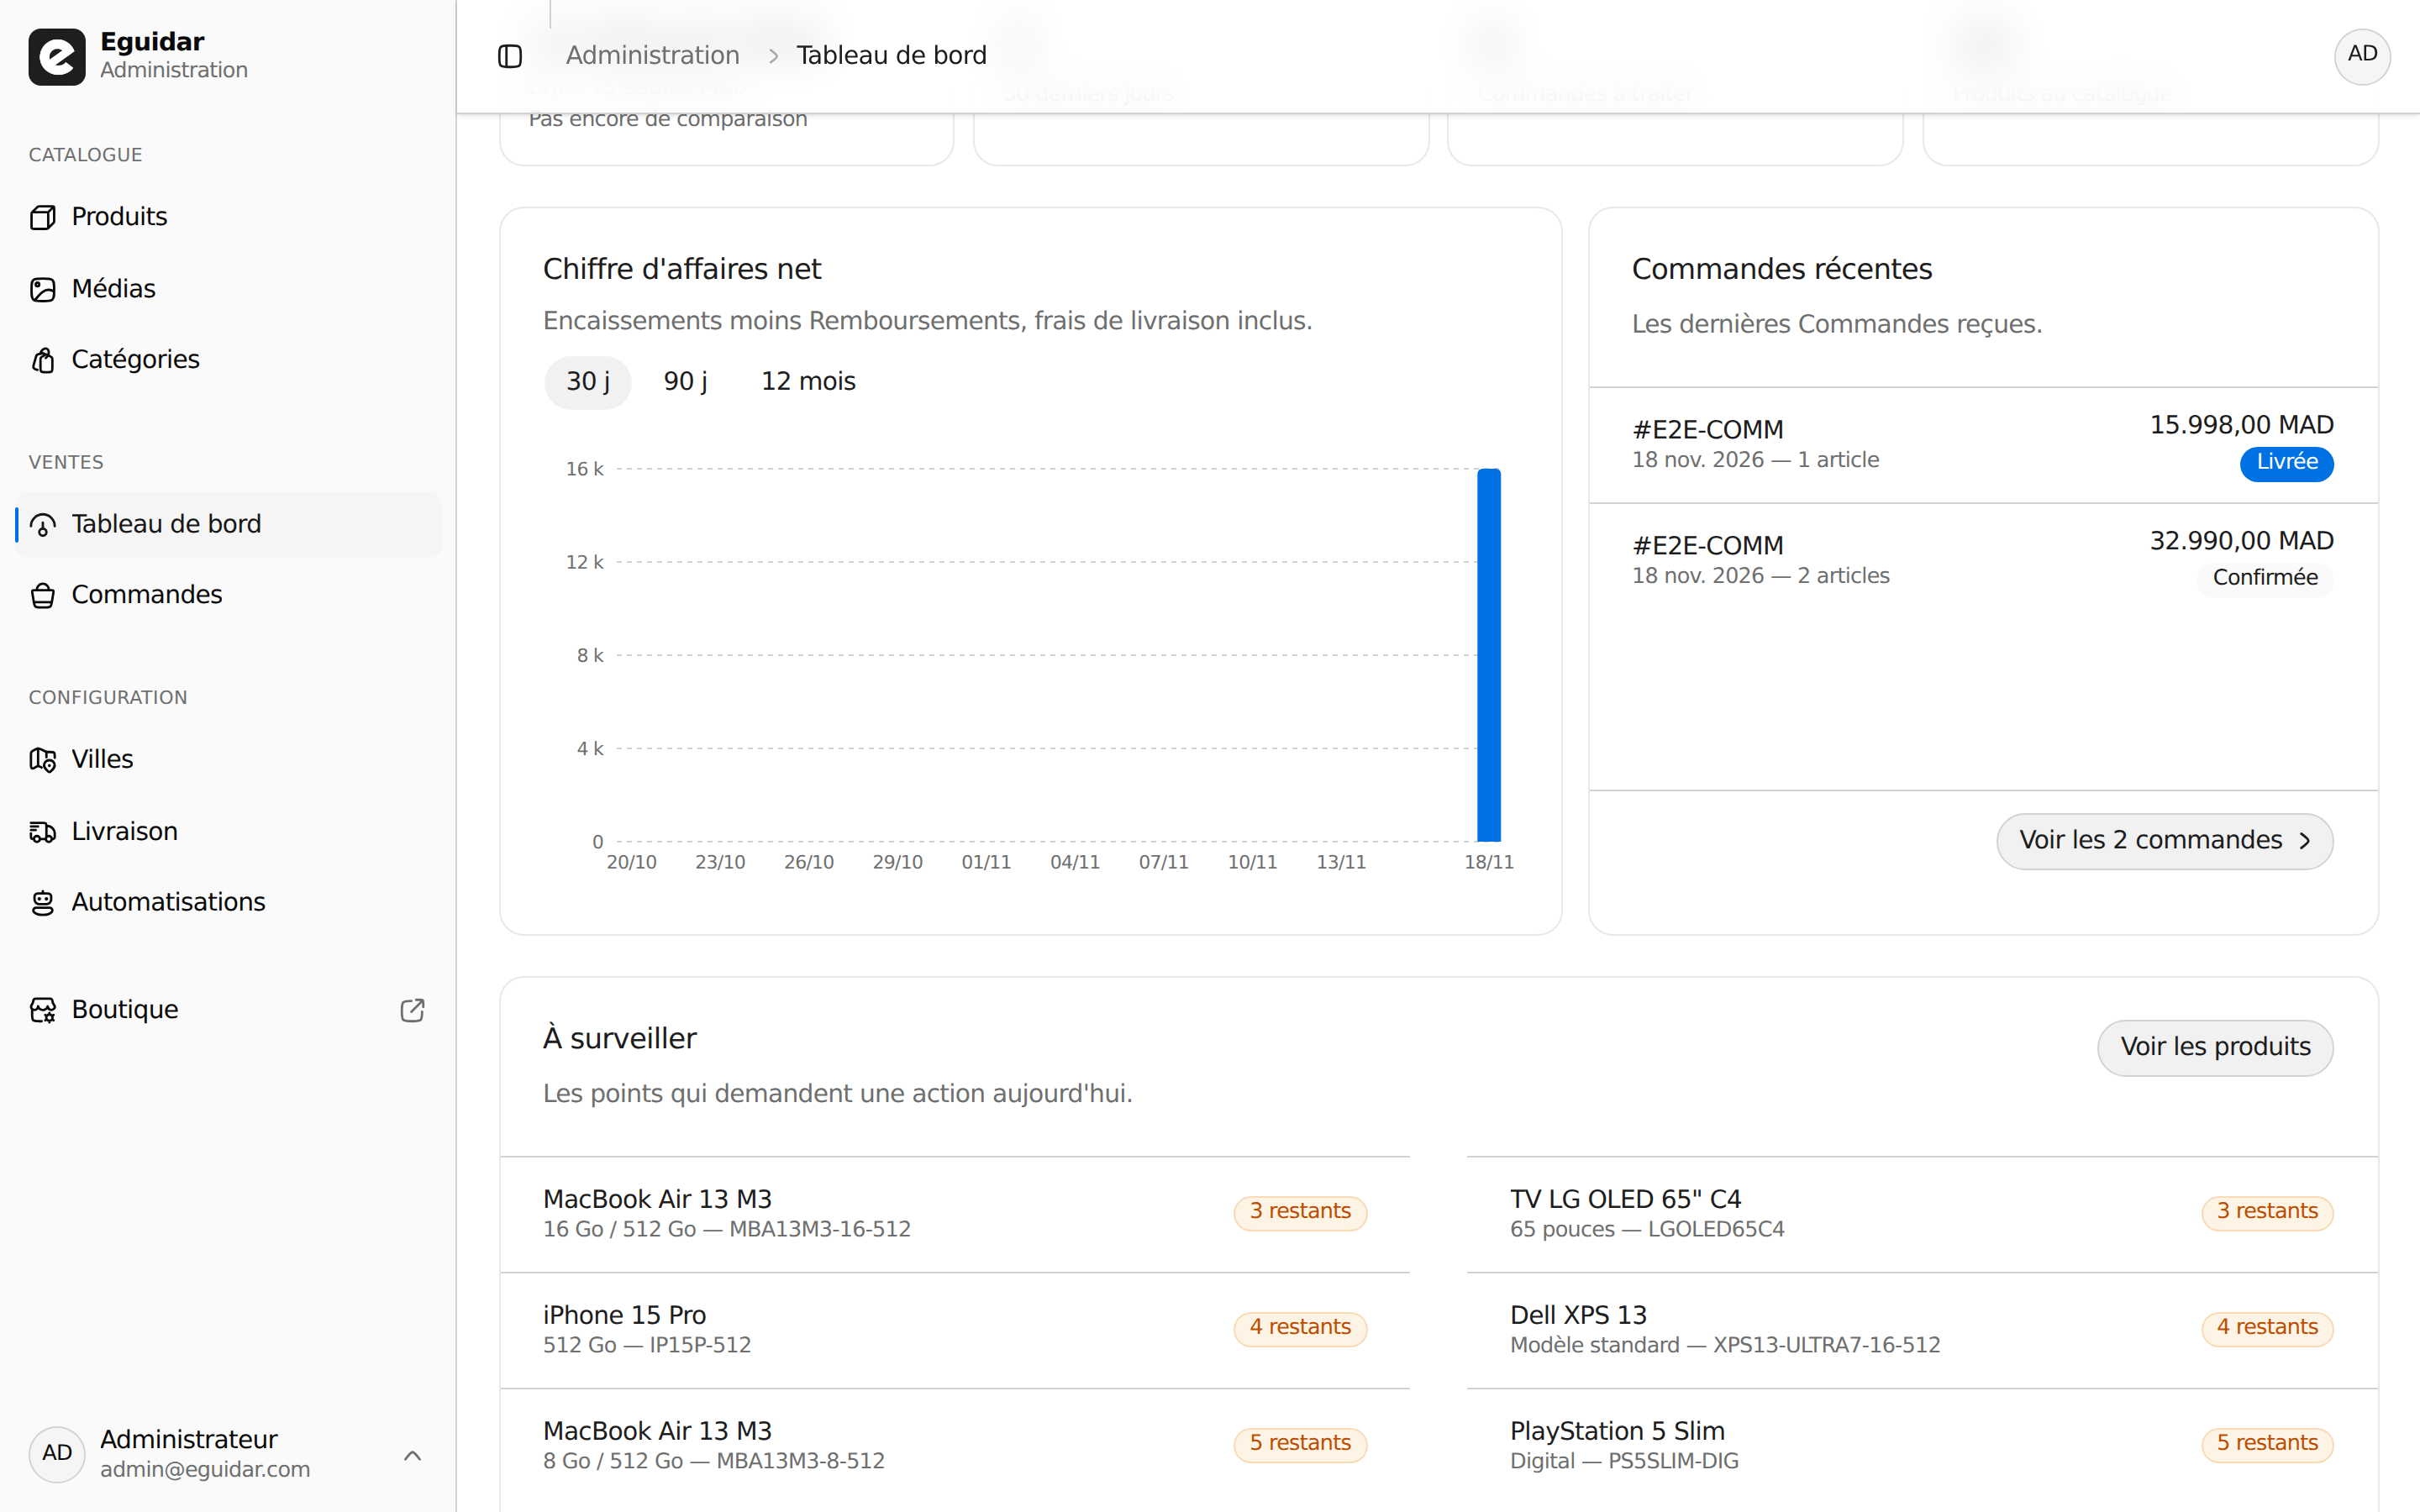 Eguidar
Administration
CATALOGUE
Produits
Médias
Catégories
VENTES
Tableau de bord
Commandes
CONFIGURATION
Villes
Livraison
Automatisations
Boutique
AD
Administrateur
admin@eguidar.com
Administration
Tableau de bord
AD
30 derniers jours
Commandes à traiter
Produits au catalogue
Pas encore de comparaison
Chiffre d'affaires net
Encaissements moins Remboursements, frais de livraison inclus.
30 j
90 j
12 mois
16 k
12 k
8 k
4 k
0
20/10
23/10
26/10
29/10
01/11
04/11
07/11
10/11
13/11
18/11
Commandes récentes
Les dernières Commandes reçues.
#E2E-COMM
15.998,00 MAD
18 nov. 2026 — 1 article
Livrée
#E2E-COMM
32.990,00 MAD
18 nov. 2026 — 2 articles
Confirmée
Voir les 2 commandes
À surveiller
Les points qui demandent une action aujourd'hui.
Voir les produits
MacBook Air 13 M3
16 Go / 512 Go — MBA13M3-16-512
3 restants
TV LG OLED 65" C4
65 pouces — LGOLED65C4
3 restants
iPhone 15 Pro
512 Go — IP15P-512
4 restants
Dell XPS 13
Modèle standard — XPS13-ULTRA7-16-512
4 restants
MacBook Air 13 M3
8 Go / 512 Go — MBA13M3-8-512
5 restants
PlayStation 5 Slim
Digital — PS5SLIM-DIG
5 restants